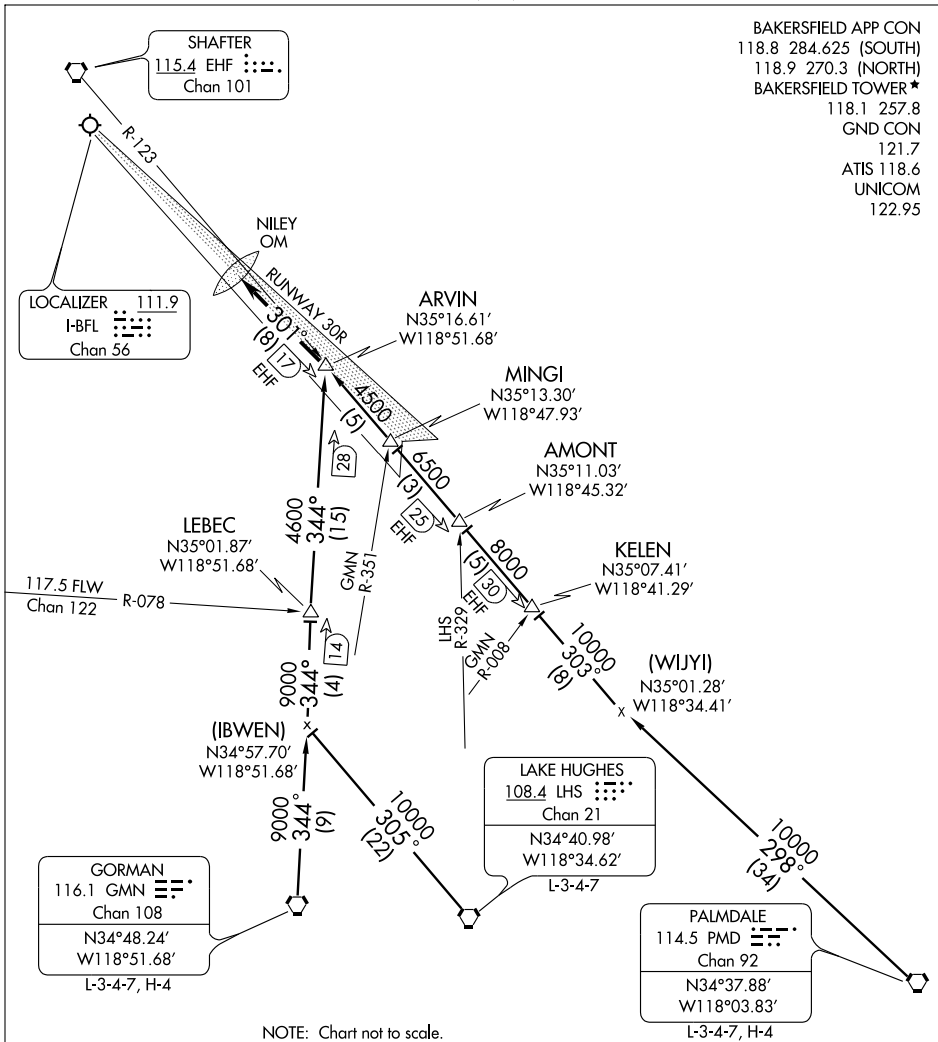 BAKERSFIELD APP CON
118.8 284.625 (SOUTH)
118.9 270.3 (NORTH)
BAKERSFIELD TOWER★
118.1 257.8
GND CON
121.7
ATIS 118.6
UNICOM
122.95
SHAFTER
115.4 EHF
Chan 101
R-123
NILEY
OM
RUNWAY 30R
LOCALIZER 111.9
I-BFL
Chan 56
301°
(8)
17
EHF
ARVIN
N35°16.61'
W118°51.68'
4500
(5)
MINGI
N35°13.30'
W118°47.93'
6500
(3)
25
EHF
AMONT
N35°11.03'
W118°45.32'
8000
(5)
30
EHF
KELEN
N35°07.41'
W118°41.29'
28
4600
344°
(15)
LEBEC
N35°01.87'
W118°51.68'
117.5 FLW
Chan 122
R-078
GMN
R-351
LHS
R-329
GMN
R-008
14
9000
344°
(4)
10000
303°
(8)
(WIJYI)
N35°01.28'
W118°34.41'
(IBWEN)
N34°57.70'
W118°51.68'
9000
344°
(9)
10000
305°
(22)
LAKE HUGHES
108.4 LHS
Chan 21
N34°40.98'
W118°34.62'
L-3-4-7
10000
298°
(34)
GORMAN
116.1 GMN
Chan 108
N34°48.24'
W118°51.68'
L-3-4-7, H-4
PALMDALE
114.5 PMD
Chan 92
N34°37.88'
W118°03.83'
L-3-4-7, H-4
NOTE: Chart not to scale.